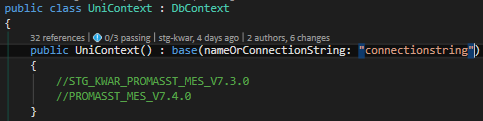 public class UniContext : DbContext
{
32 references | 0/3 passing | stg-kwar, 4 days ago | 2 authors, 6 changes
public UniContext() : base(nameOrConnectionString: "connectionstring")
{
//STG_KWAR_PROMASST_MES_V7.3.0
//PROMASST_MES_V7.4.0
}